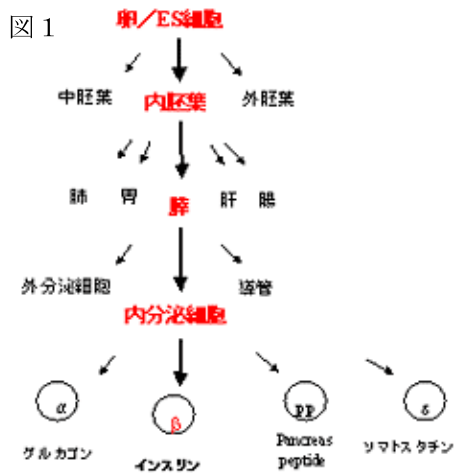 図 1
卵／ES細胞
中胚葉 内胚葉 外胚葉
肺 胃 膵 肝 腸
外分泌細胞 導管
内分泌細胞
α β PP δ
グルカゴン インスリン Pancreas peptide ソマトスタチン